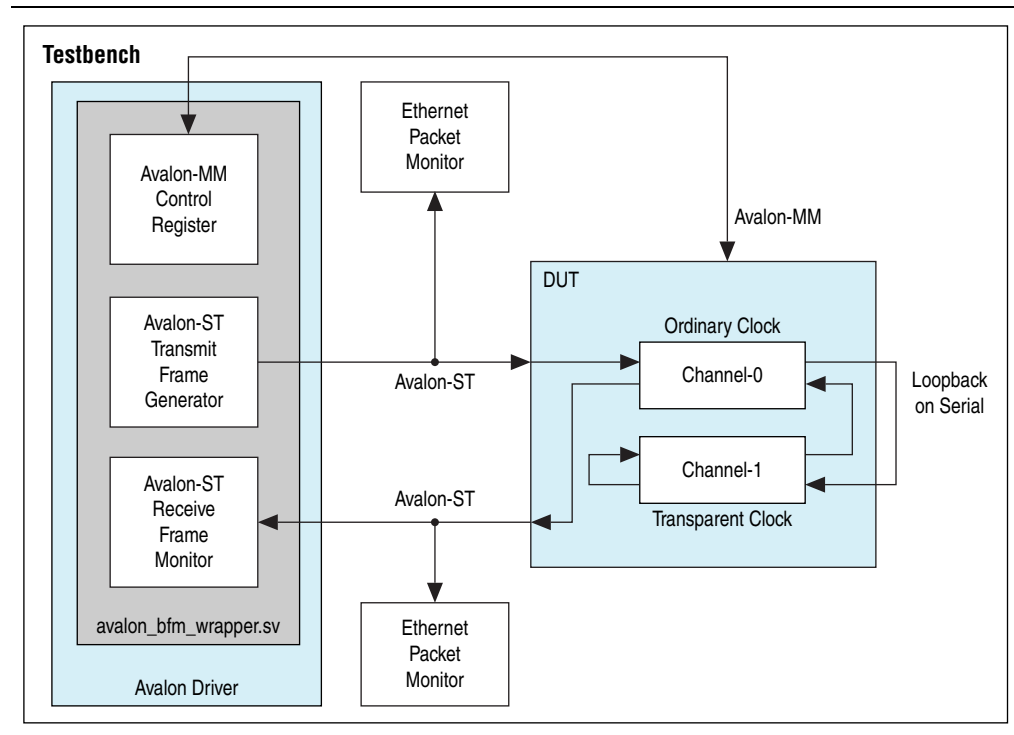 Testbench
Avalon-MM
Control
Register
Avalon-ST
Transmit
Frame
Generator
Avalon-ST
Receive
Frame
Monitor
avalon_bfm_wrapper.sv
Avalon Driver
Ethernet
Packet
Monitor
Avalon-ST
Avalon-ST
Ethernet
Packet
Monitor
Avalon-MM
DUT
Ordinary Clock
Channel-0
Channel-1
Transparent Clock
Loopback
on Serial